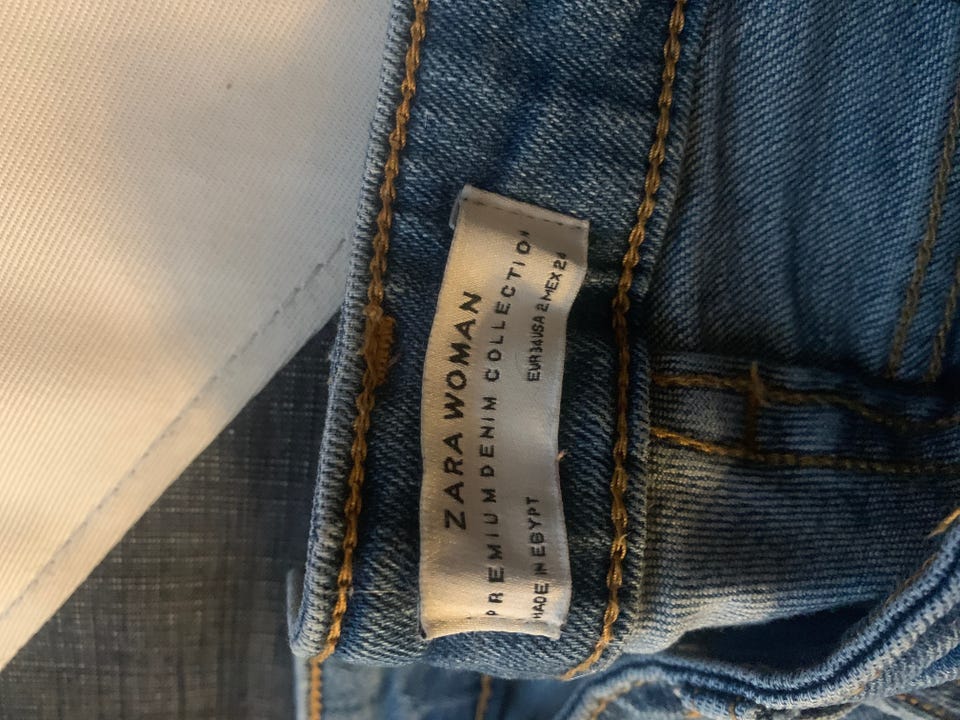 ZARA WOMAN
PREMIUM DENIM COLLECTION
MADE IN EGYPT EUR 34 USA 2 MEX 24